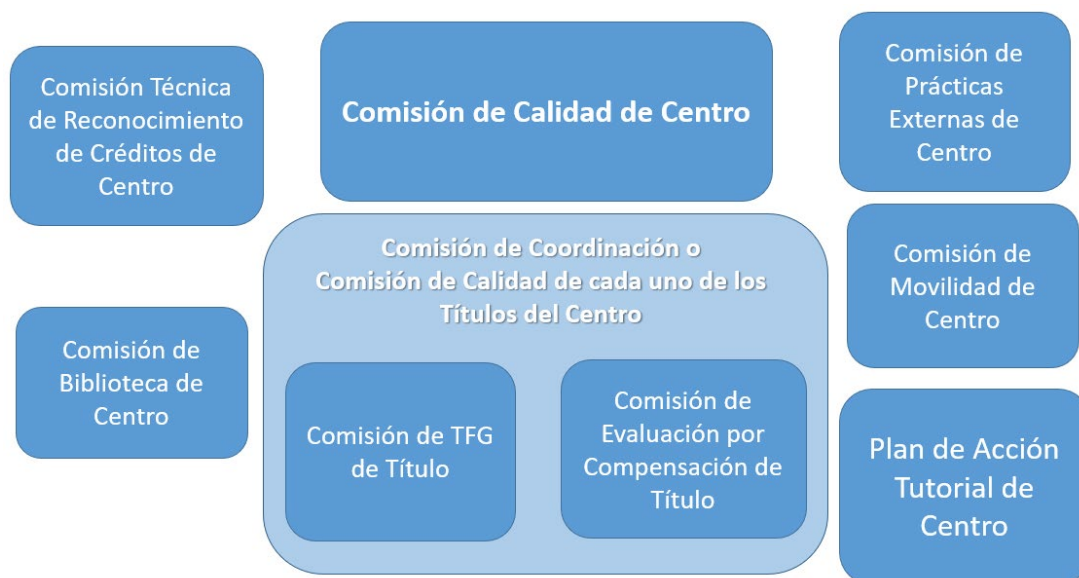 Comisión Técnica
de Reconocimiento
de Créditos de
Centro
Comisión de Calidad de Centro
Comisión de
Prácticas
Externas de
Centro
Comisión de Coordinación o
Comisión de Calidad de cada uno de los
Títulos del Centro
Comisión de
Movilidad de
Centro
Comisión de
Biblioteca de
Centro
Comisión de TFG
de Título
Comisión de
Evaluación por
Compensación de
Título
Plan de Acción
Tutorial de
Centro